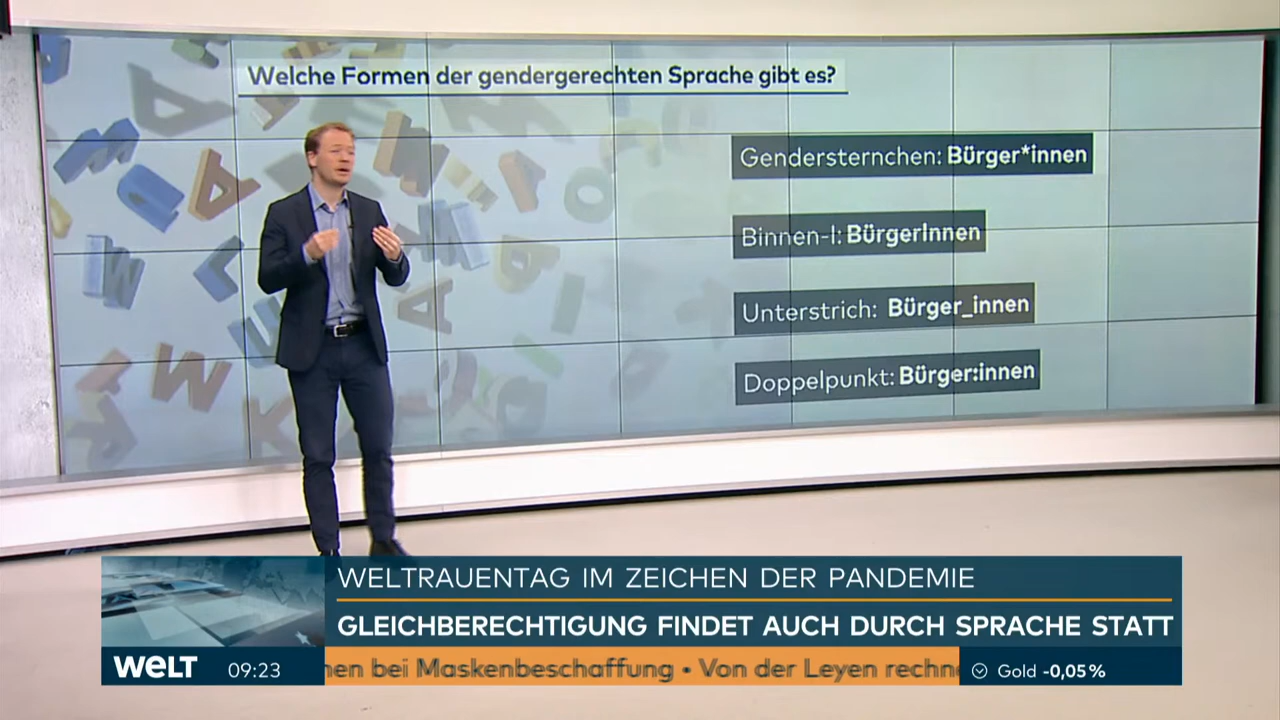 Welche Formen der gendergerechten Sprache gibt es?
Gendersternchen: Bürger*innen
Binnen-I: BürgerInnen
Unterstrich: Bürger_innen
Doppelpunkt: Bürger:innen
WELTRAUENTAG IM ZEICHEN DER PANDEMIE
GLEICHBERECHTIGUNG FINDET AUCH DURCH SPRACHE STATT
WELT 09:23 bei Maskenbeschaffung • Von der Leyen Gold -0,05%